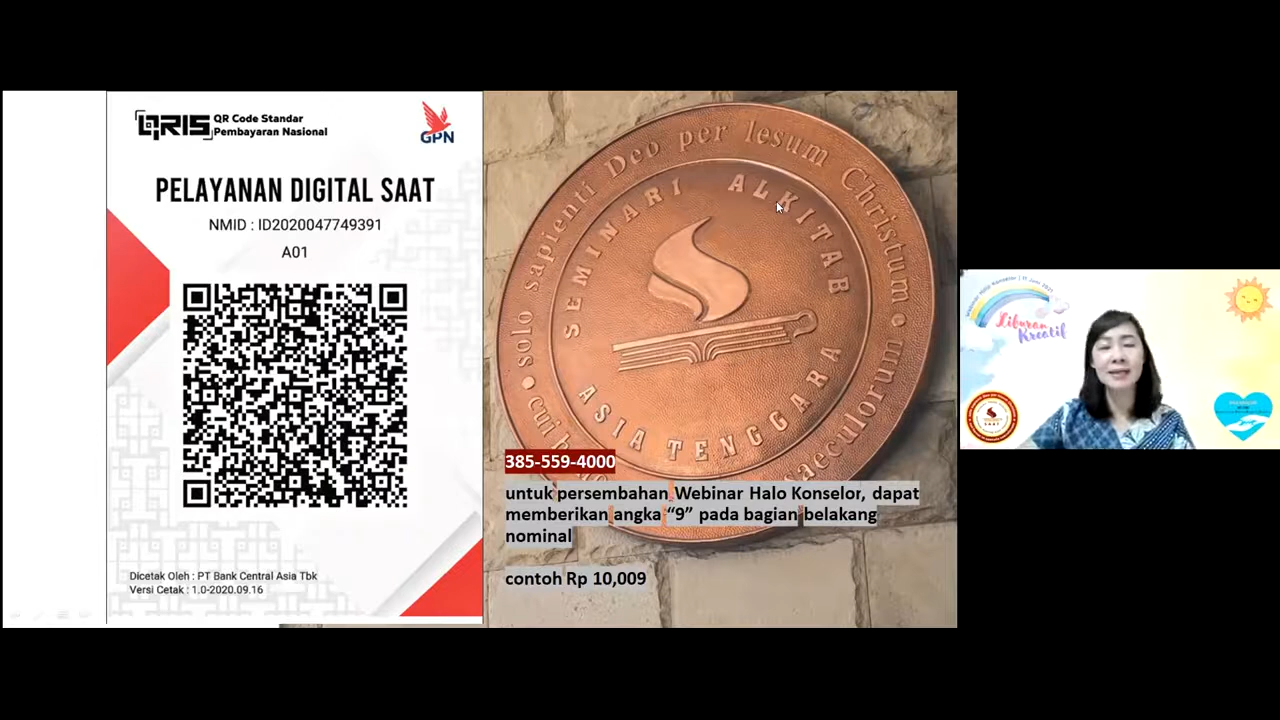 QRIS
QR Code Standar
Pembayaran Nasional
GPN
PELAYANAN DIGITAL SAAT
NMID : ID2020047749391
A01
Dicetak Oleh : PT Bank Central Asia Tbk
Versi Cetak : 1.0-2020.09.16
solo sapienti Deo per Iesum Christum
saeculorum
SEMINARI ALKITAB
ASIA TENGGARA
385-559-4000
untuk persembahan Webinar Halo Konselor, dapat
memberikan angka “9” pada bagian belakang
nominal
contoh Rp 10,009
Liburan
Kreatif
SAAT